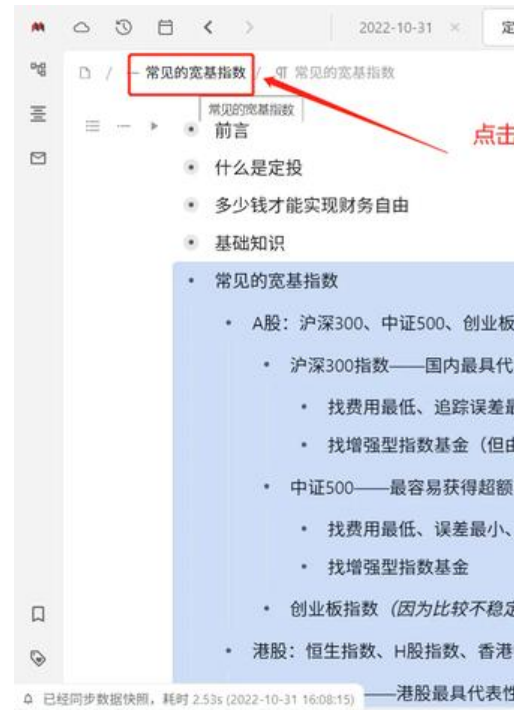 2022-10-31 × 定
/ 常见的宽基指数 / 常见的宽基指数
常见的宽基指数
点击
前言
什么是定投
多少钱才能实现财务自由
基础知识
常见的宽基指数
A股：沪深300、中证500、创业板
沪深300指数——国内最具代
找费用最低、追踪误差最
找增强型指数基金（但由
中证500——最容易获得超额
找费用最低、误差最小、
找增强型指数基金
创业板指数（因为比较不稳定
港股：恒生指数、H股指数、香港
——港股最具代表性
已经同步数据快照，耗时 2.53s (2022-10-31 16:08:15)